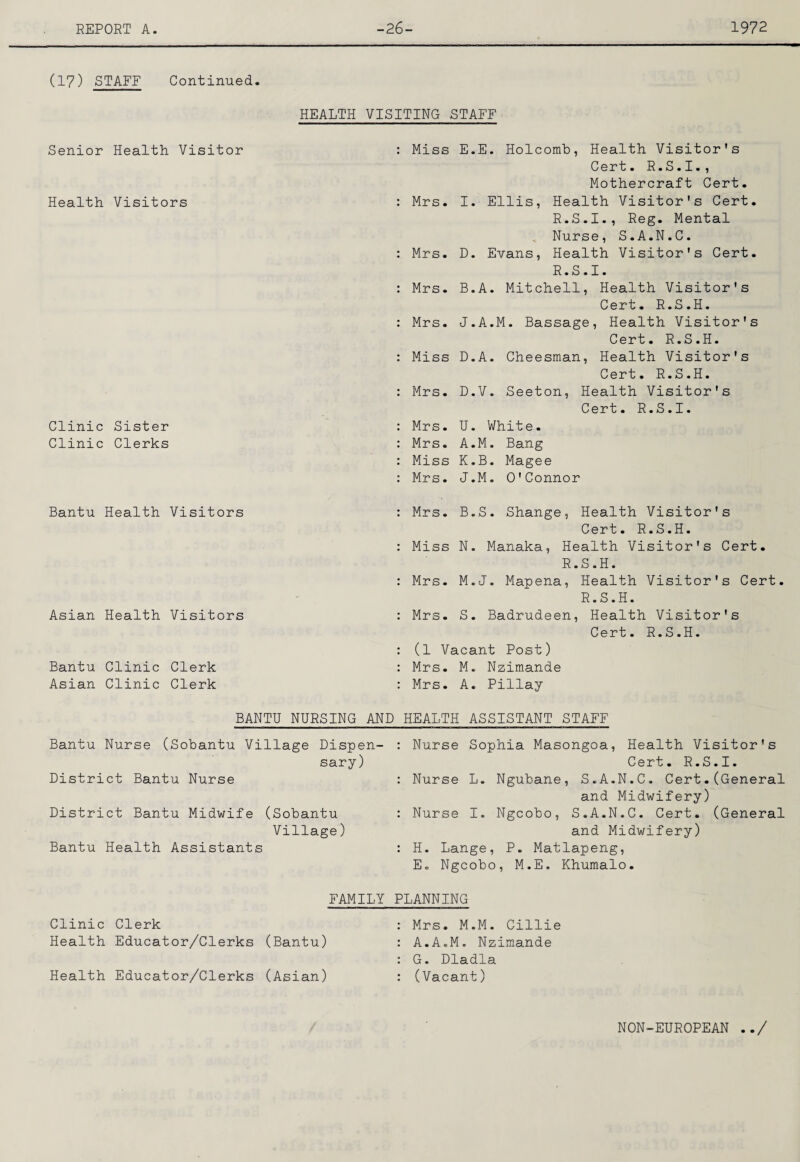 REPORT A. -26- 1972
(17) STAFF Continued.
HEALTH VISITING STAFF
Senior Health Visitor : Miss E.E. Holcomb, Health Visitor's
Cert. R.S.I.,
Mothercraft Cert.
Health Visitors : Mrs. I. Ellis, Health Visitor's Cert.
R.S.I., Reg. Mental
Nurse, S.A.N.C.
: Mrs. D. Evans, Health Visitor's Cert.
R.S.I.
: Mrs. B.A. Mitchell, Health Visitor's
Cert. R.S.H.
: Mrs. J.A.M. Bassage, Health Visitor's
Cert. R.S.H.
: Miss D.A. Cheesman, Health Visitor's
Cert. R.S.H.
: Mrs. D.V. Seeton, Health Visitor's
Cert. R.S.I.
Clinic Sister : Mrs. U. White.
Clinic Clerks : Mrs. A.M. Bang
: Miss K.B. Magee
: Mrs. J.M. O'Connor
Bantu Health Visitors : Mrs. B.S. Shange, Health Visitor's
Cert. R.S.H.
: Miss N. Manaka, Health Visitor's Cert.
R.S.H.
: Mrs. M.J. Mapena, Health Visitor's Cert.
R.S.H.
Asian Health Visitors : Mrs. S. Badrudeen, Health Visitor's
Cert. R.S.H.
: (1 Vacant Post)
Bantu Clinic Clerk : Mrs. M. Nzimande
Asian Clinic Clerk : Mrs. A. Pillay
BANTU NURSING AND HEALTH ASSISTANT STAFF
Bantu Nurse (Sobantu Village Dispen- : Nurse Sophia Masongoa, Health Visitor's
sary) Cert. R.S.I.
District Bantu Nurse : Nurse L. Ngubane, S.A.N.C. Cert.(General
and Midwifery)
District Bantu Midwife (Sobantu : Nurse I. Ngcobo, S.A.N.C. Cert. (General
Village) and Midwifery)
Bantu Health Assistants : H. Lange, P. Matlapeng,
E. Ngcobo, M.E. Khumalo.
FAMILY PLANNING
Clinic Clerk : Mrs. M.M. Cillie
Health Educator/Clerks (Bantu) : A.A.M. Nzimande
: G. Dladla
Health Educator/Clerks (Asian) : (Vacant)
NON-EUROPEAN ../